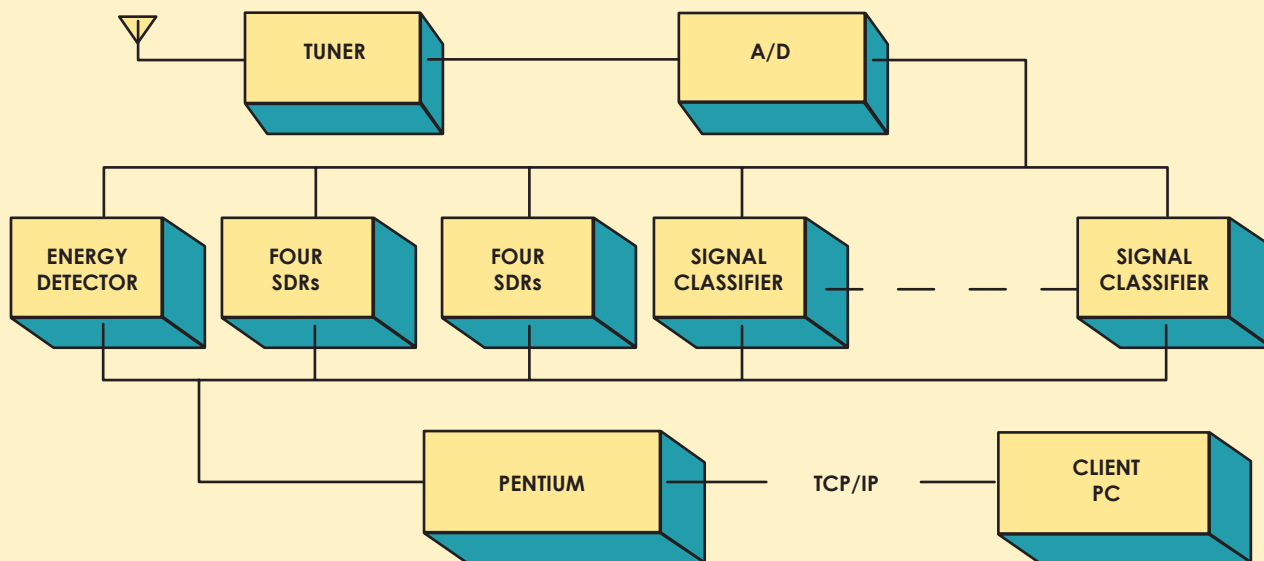 TUNER
A/D
ENERGY
DETECTOR
FOUR
SDRs
FOUR
SDRs
SIGNAL
CLASSIFIER
SIGNAL
CLASSIFIER
PENTIUM
TCP/IP
CLIENT
PC